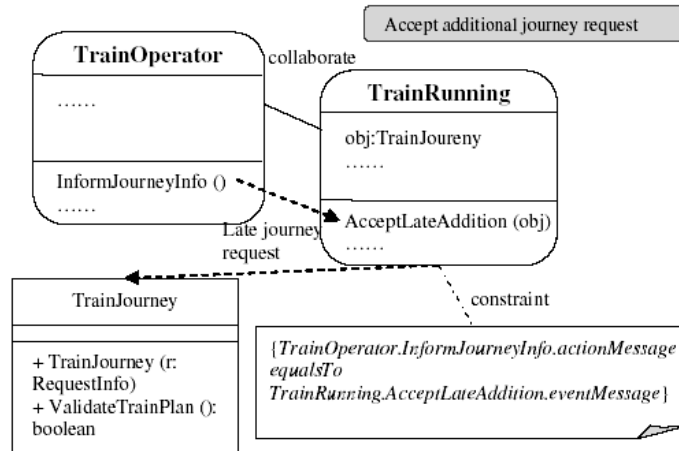 Accept additional journey request
TrainOperator
collaborate
......
TrainRunning
obj:TrainJoureny
......
InformJourneyInfo ()
......
AcceptLateAddition (obj)
......
Late journey
request
TrainJourney
constraint
+ TrainJourney (r:
RequestInfo)
+ ValidateTrainPlan ():
boolean
{TrainOperator.InformJourneyInfo.actionMessage
equalsTo
TrainRunning.AcceptLateAddition.eventMessage}